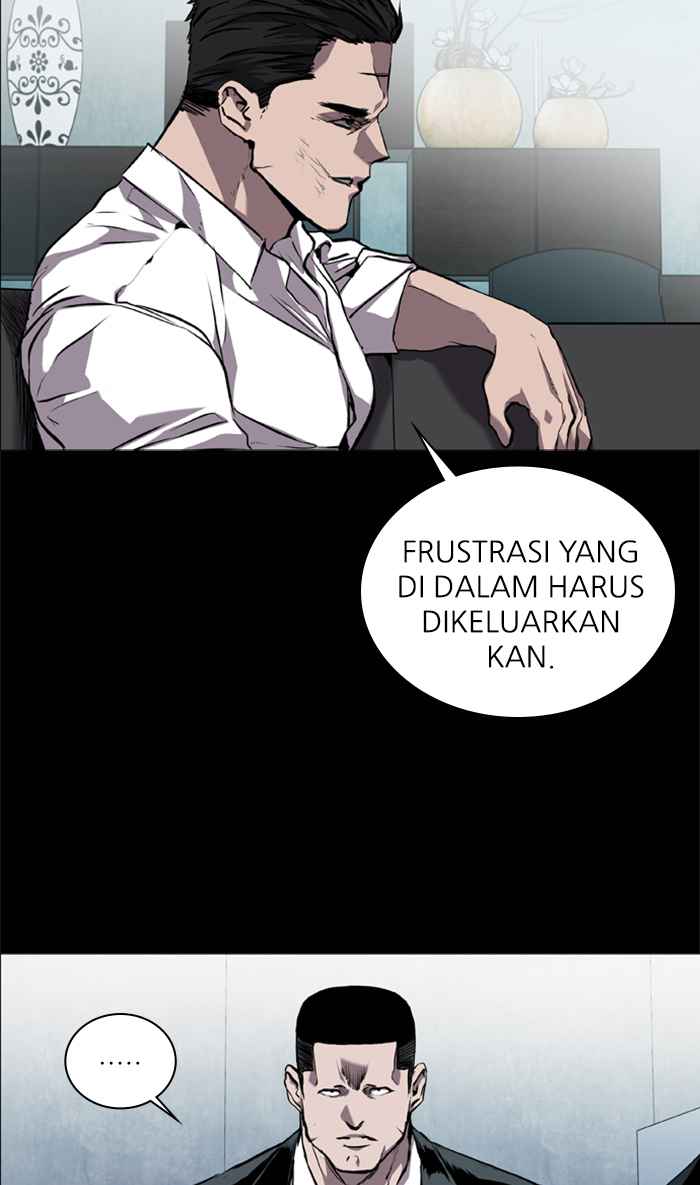 FRUSTRASI YANG
DI DALAM HARUS
DIKELUARKAN
KAN.
.....